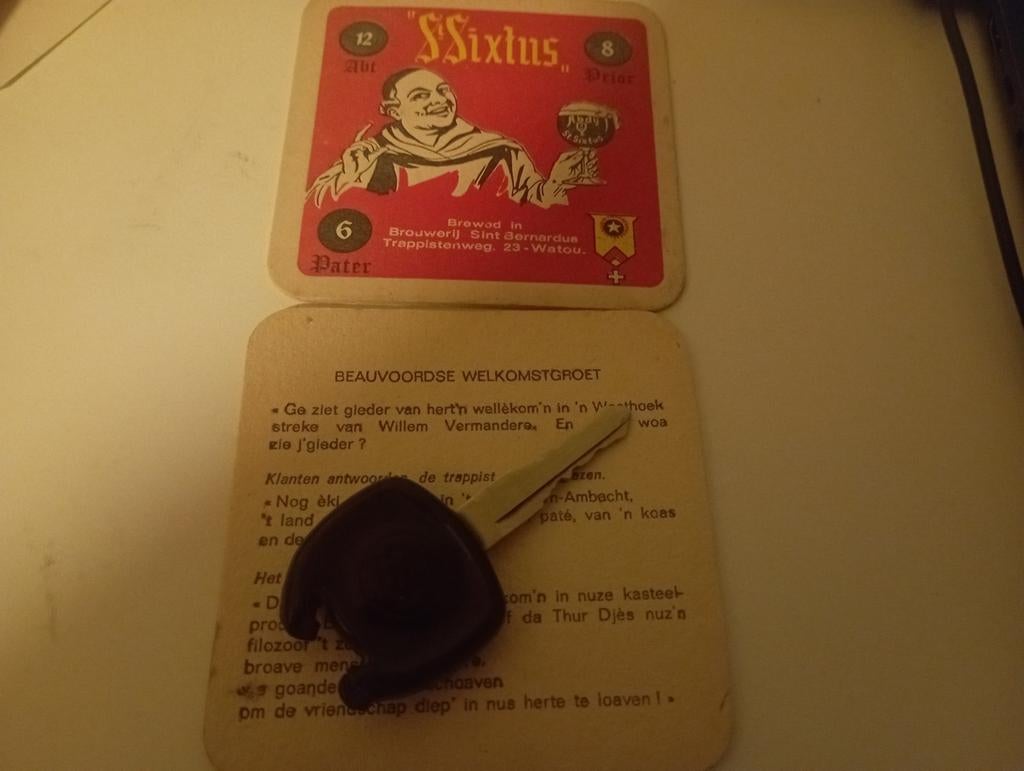 "St Sixtus"
12
Abt
8
Prior
Abdy
St. Sixtus
6
Pater
Brewed in
Brouwerij Sint Bernardus
Trappistenweg. 23 - Watou.
BEAUVOORDSE WELKOMSTGROET
« Ge ziet gieder van hert'n wellèkom'n in 'n
streke van Willem Vermandere. En woa
zie j'gieder ?
Klanten antwoorden de trappist
« Nog èki in 't n-Ambacht,
't land paté, van 'n koas
en de
Het
« D kom'n in nuze kasteel-
f da Thur Djès nuz'n
filozoof 't
broave
goande choaven
om de vriendschap diep' in nus herte te loaven ! »